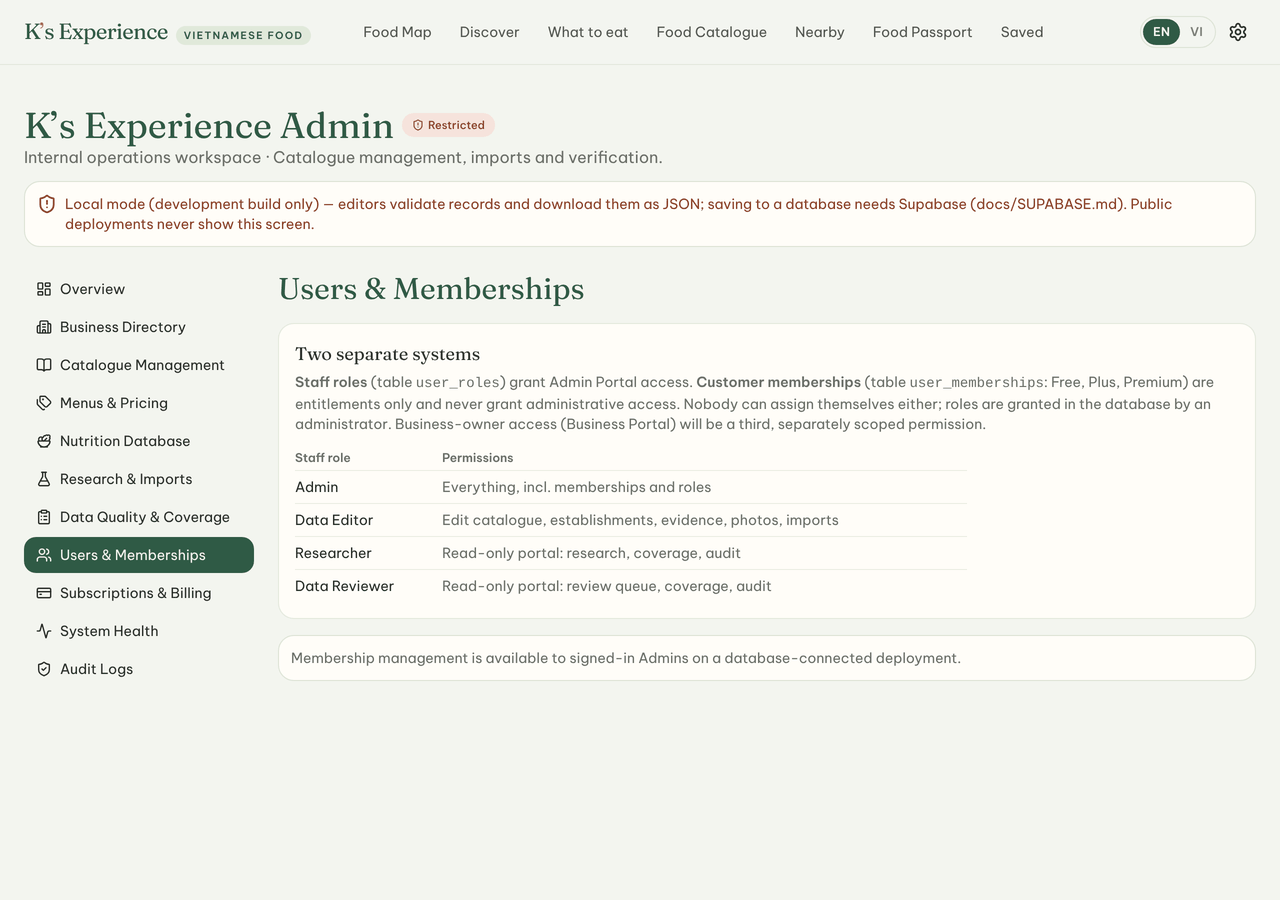 K's Experience VIETNAMESE FOOD Food Map Discover What to eat Food Catalogue Nearby Food Passport Saved EN VI
K's Experience Admin Restricted
Internal operations workspace · Catalogue management, imports and verification.
Local mode (development build only) — editors validate records and download them as JSON; saving to a database needs Supabase (docs/SUPABASE.md). Public
deployments never show this screen.
Overview
Business Directory
Catalogue Management
Menus & Pricing
Nutrition Database
Research & Imports
Data Quality & Coverage
Users & Memberships
Subscriptions & Billing
System Health
Audit Logs
Users & Memberships
Two separate systems
Staff roles (table user_roles) grant Admin Portal access. Customer memberships (table user_memberships: Free, Plus, Premium) are
entitlements only and never grant administrative access. Nobody can assign themselves either; roles are granted in the database by an
administrator. Business-owner access (Business Portal) will be a third, separately scoped permission.
Staff role Permissions
Admin Everything, incl. memberships and roles
Data Editor Edit catalogue, establishments, evidence, photos, imports
Researcher Read-only portal: research, coverage, audit
Data Reviewer Read-only portal: review queue, coverage, audit
Membership management is available to signed-in Admins on a database-connected deployment.